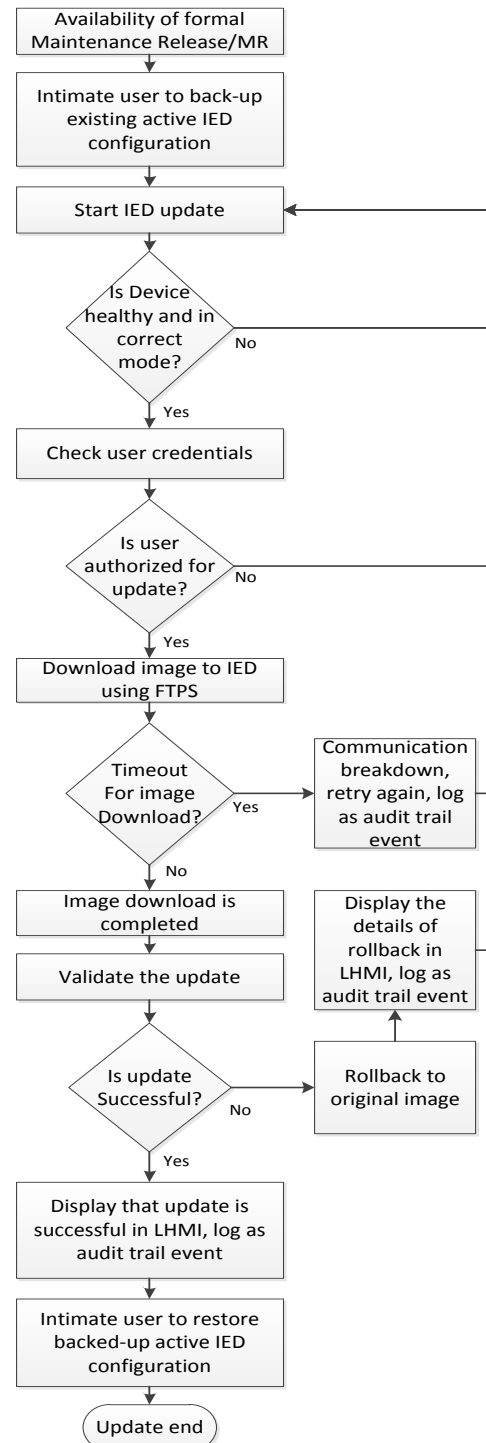 Availability of formal
Maintenance Release/MR
Intimate user to back-up
existing active IED
configuration
Start IED update
Is Device
healthy and in
correct
mode?
No
Yes
Check user credentials
Is user
authorized for
update?
No
Yes
Download image to IED
using FTPS
Timeout
For image
Download?
Yes
Communication
breakdown,
retry again, log
as audit trail
event
No
Image download is
completed
Display the
details of
rollback in
LHMI, log as
audit trail event
Validate the update
Is update
Successful?
No
Rollback to
original image
Yes
Display that update is
successful in LHMI, log as
audit trail event
Intimate user to restore
backed-up active IED
configuration
Update end